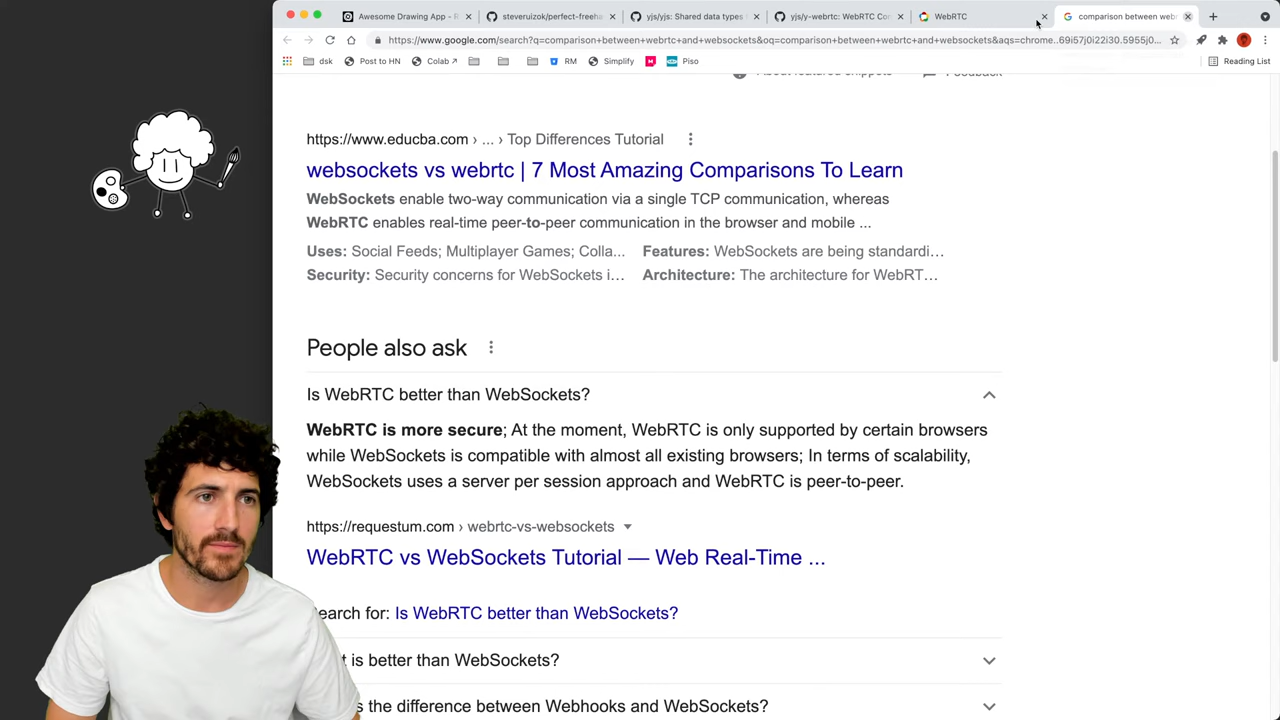 Awesome Drawing App - R
steveruizok/perfect-freeha
yjs/yjs: Shared data types
yjs/y-webrtc: WebRTC Con
WebRTC
comparison between webr
https://www.google.com/search?q=comparison+between+webrtc+and+websockets&oq=comparison+between+webrtc+and+websockets&aqs=chrome..69i57j0i22i30.5955j0...
dsk
Post to HN
Colab ↗
RM
Simplify
Piso
Reading List
About featured snippets
Feedback
https://www.educba.com › ... › Top Differences Tutorial
websockets vs webrtc | 7 Most Amazing Comparisons To Learn
WebSockets enable two-way communication via a single TCP communication, whereas
WebRTC enables real-time peer-to-peer communication in the browser and mobile ...
Uses: Social Feeds; Multiplayer Games; Colla... Features: WebSockets are being standardi...
Security: Security concerns for WebSockets i... Architecture: The architecture for WebRT...
People also ask
Is WebRTC better than WebSockets?
WebRTC is more secure; At the moment, WebRTC is only supported by certain browsers
while WebSockets is compatible with almost all existing browsers; In terms of scalability,
WebSockets uses a server per session approach and WebRTC is peer-to-peer.
https://requestum.com › webrtc-vs-websockets
WebRTC vs WebSockets Tutorial — Web Real-Time ...
earch for: Is WebRTC better than WebSockets?
t is better than WebSockets?
s the difference between Webhooks and WebSockets?